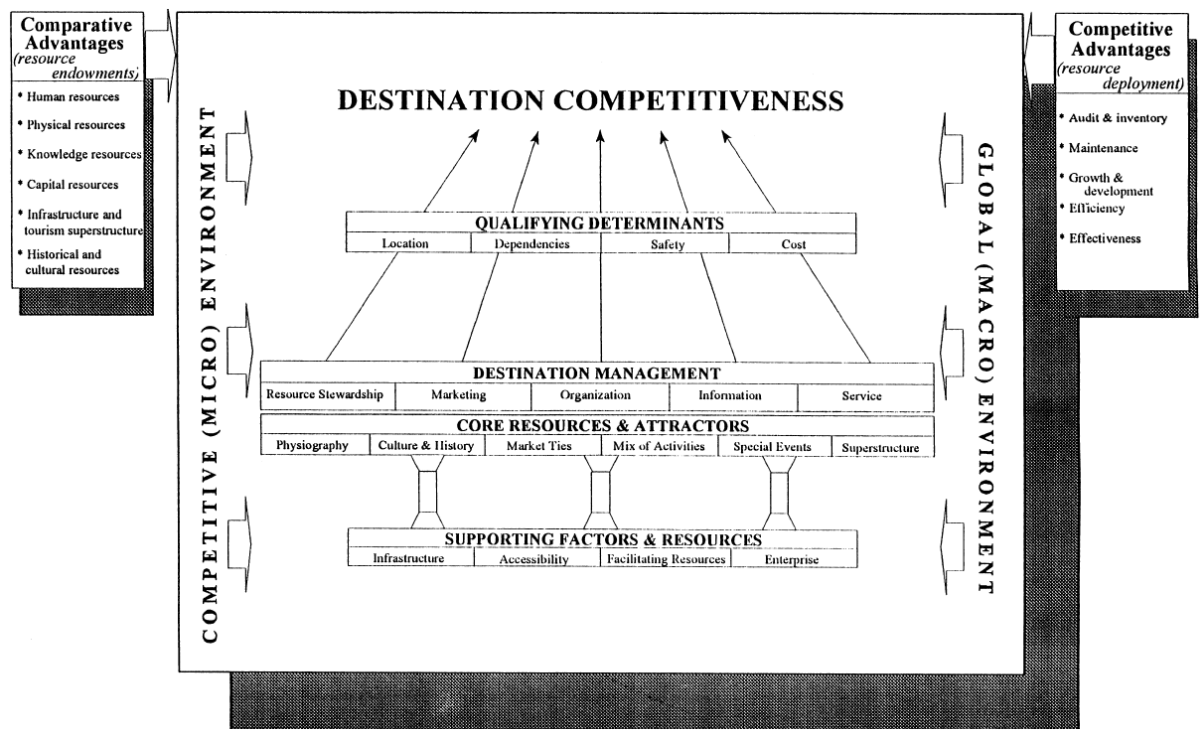 Comparative
Advantages
(resource
endowments)
* Human resources
* Physical resources
* Knowledge resources
* Capital resources
* Infrastructure and
tourism superstructure
* Historical and
cultural resources
COMPETITIVE (MICRO) ENVIRONMENT
DESTINATION COMPETITIVENESS
QUALIFYING DETERMINANTS
Location Dependencies Safety Cost
DESTINATION MANAGEMENT
Resource Stewardship Marketing Organization Information Service
CORE RESOURCES & ATTRACTORS
Physiography Culture & History Market Ties Mix of Activities Special Events Superstructure
SUPPORTING FACTORS & RESOURCES
Infrastructure Accessibility Facilitating Resources Enterprise
GLOBAL (MACRO) ENVIRONMENT
Competitive
Advantages
(resource
deployment)
* Audit & inventory
* Maintenance
* Growth &
development
* Efficiency
* Effectiveness